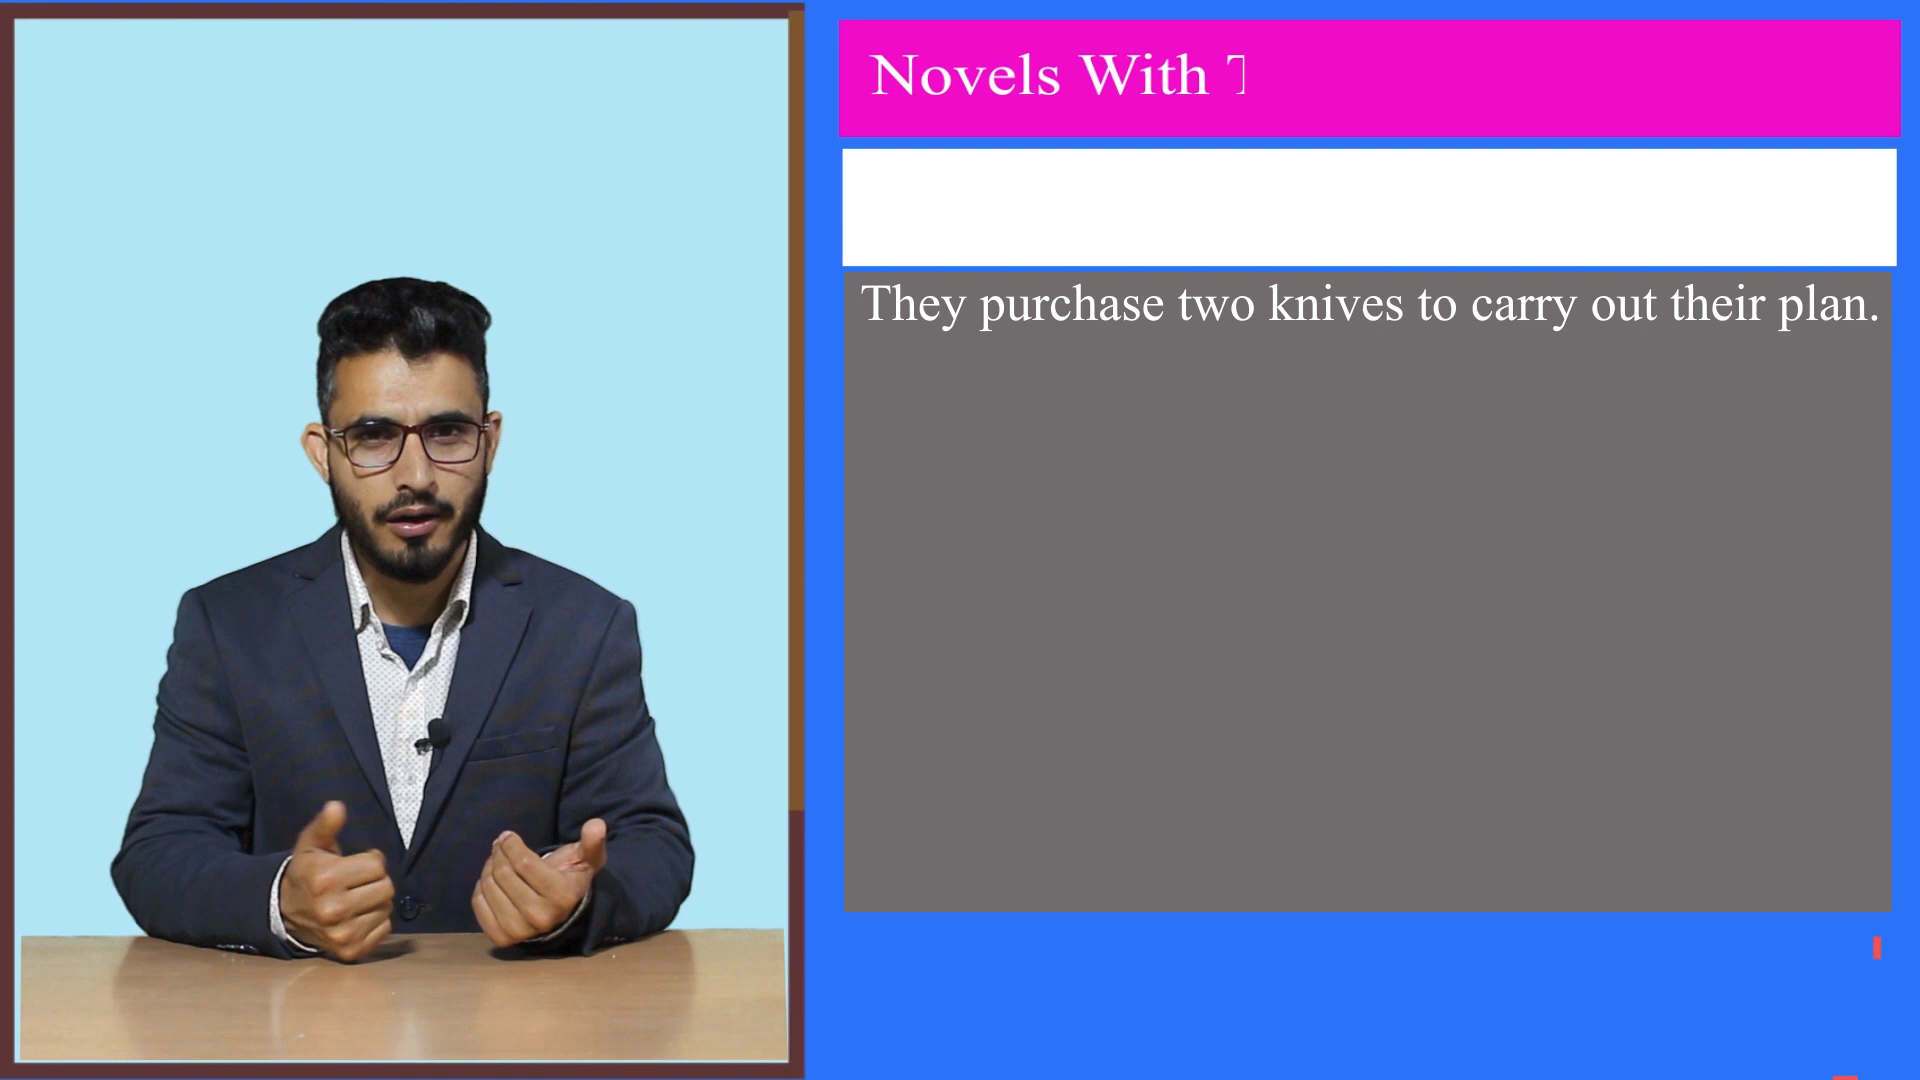 Novels With
They purchase two knives to carry out their plan.